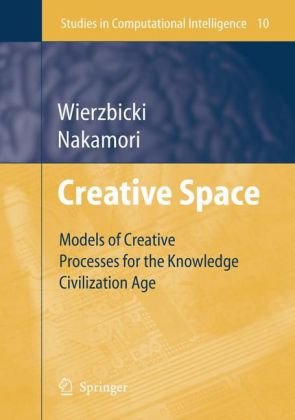 Studies in Computational Intelligence 10
Wierzbicki
Nakamori
Creative Space
Models of Creative
Processes for the Knowledge
Civilization Age
Springer